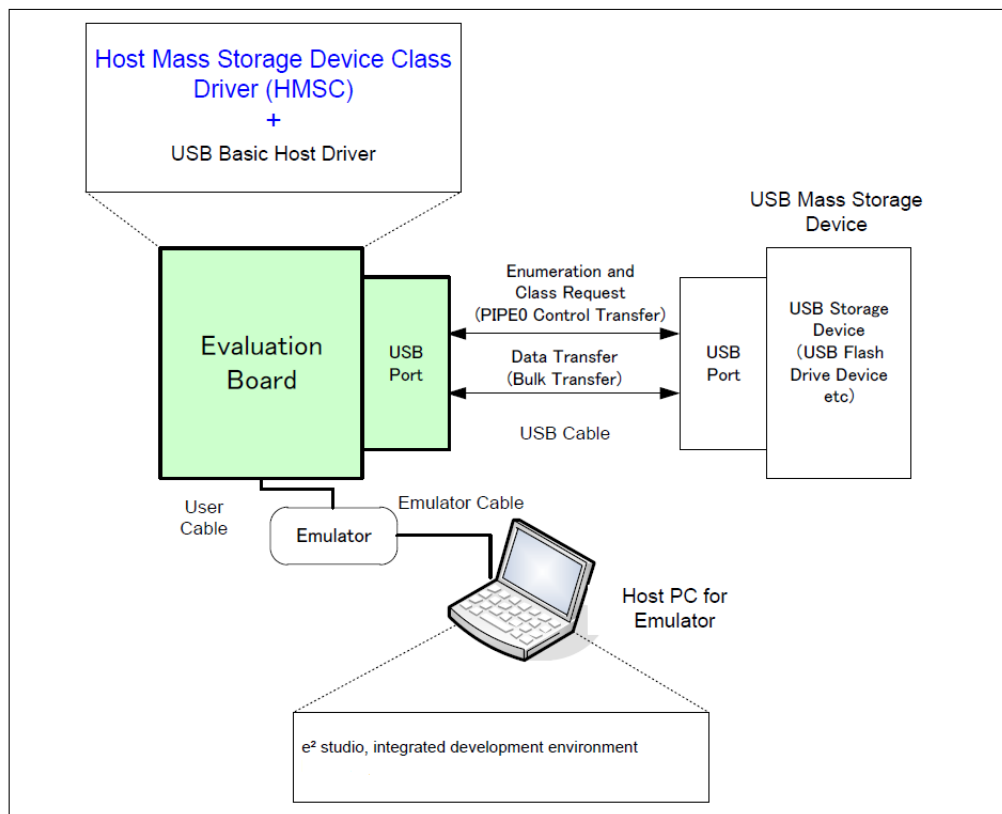 Host Mass Storage Device Class
Driver (HMSC)
+
USB Basic Host Driver
USB Mass Storage
Device
Evaluation
Board
USB
Port
Enumeration and
Class Request
(PIPE0 Control Transfer)
Data Transfer
(Bulk Transfer)
USB Cable
USB
Port
USB Storage
Device
(USB Flash
Drive Device
etc)
User
Cable
Emulator Cable
Emulator
Host PC for
Emulator
e² studio, integrated development environment